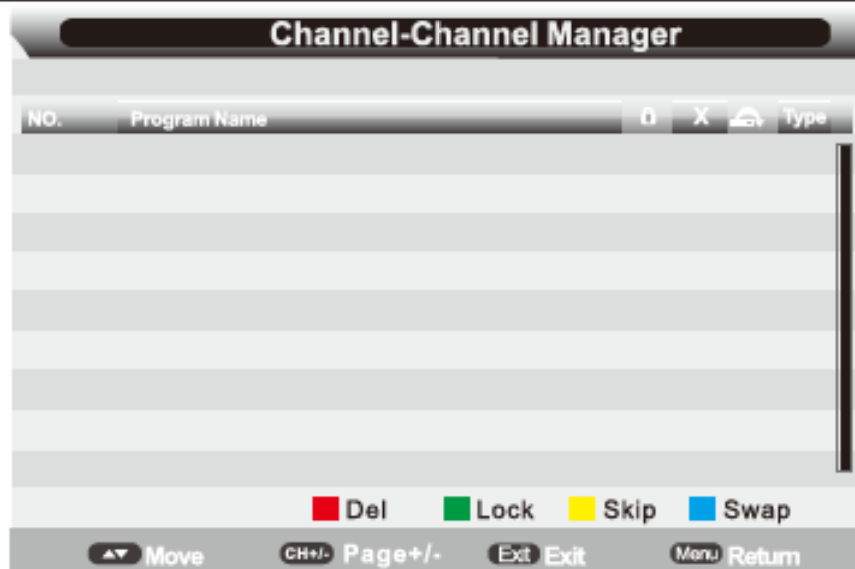 Channel-Channel Manager
NO. Program Name X Type
Del Lock Skip Swap
Move CH+/- Page+/- Exit Exit Menu Return